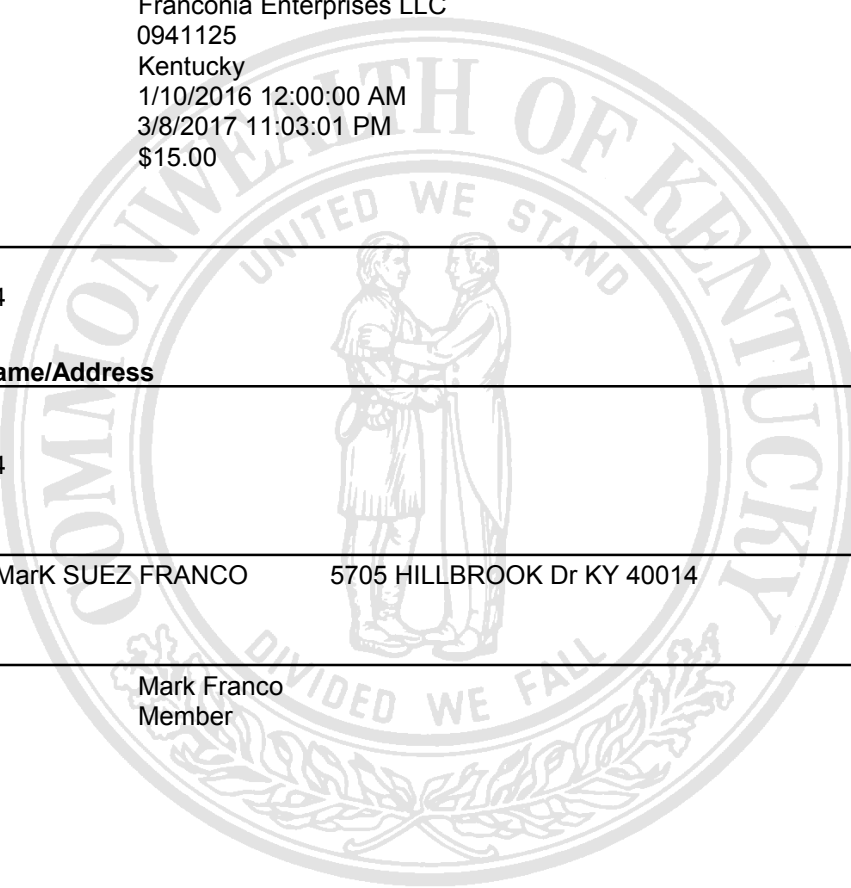 Franconia Enterprises LLC
0941125
Kentucky
1/10/2016 12:00:00 AM
3/8/2017 11:03:01 PM
$15.00
4
ame/Address
4
MarK SUEZ FRANCO 5705 HILLBROOK Dr KY 40014
Mark Franco
Member
COMMONWEALTH OF KENTUCKY
UNITED WE STAND
DIVIDED WE FALL